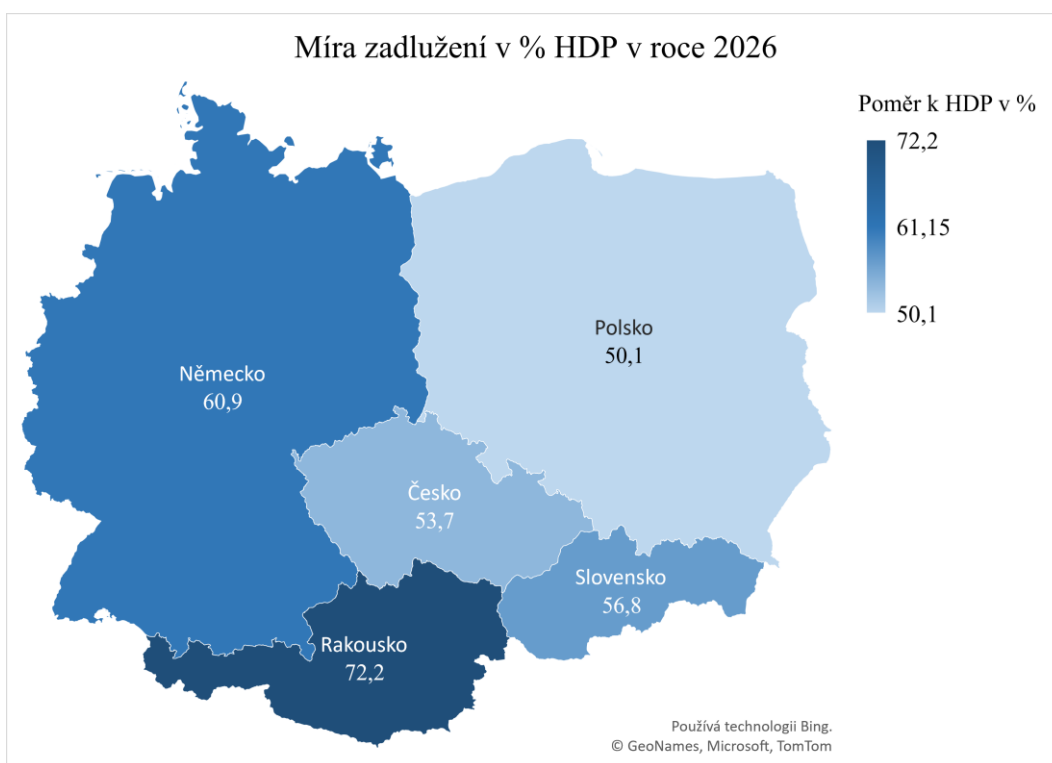 Míra zadlužení v % HDP v roce 2026
Poměr k HDP v %
72,2
61,15
50,1
Polsko
50,1
Německo
60,9
Česko
53,7
Slovensko
56,8
Rakousko
72,2
Používá technologii Bing.
© GeoNames, Microsoft, TomTom